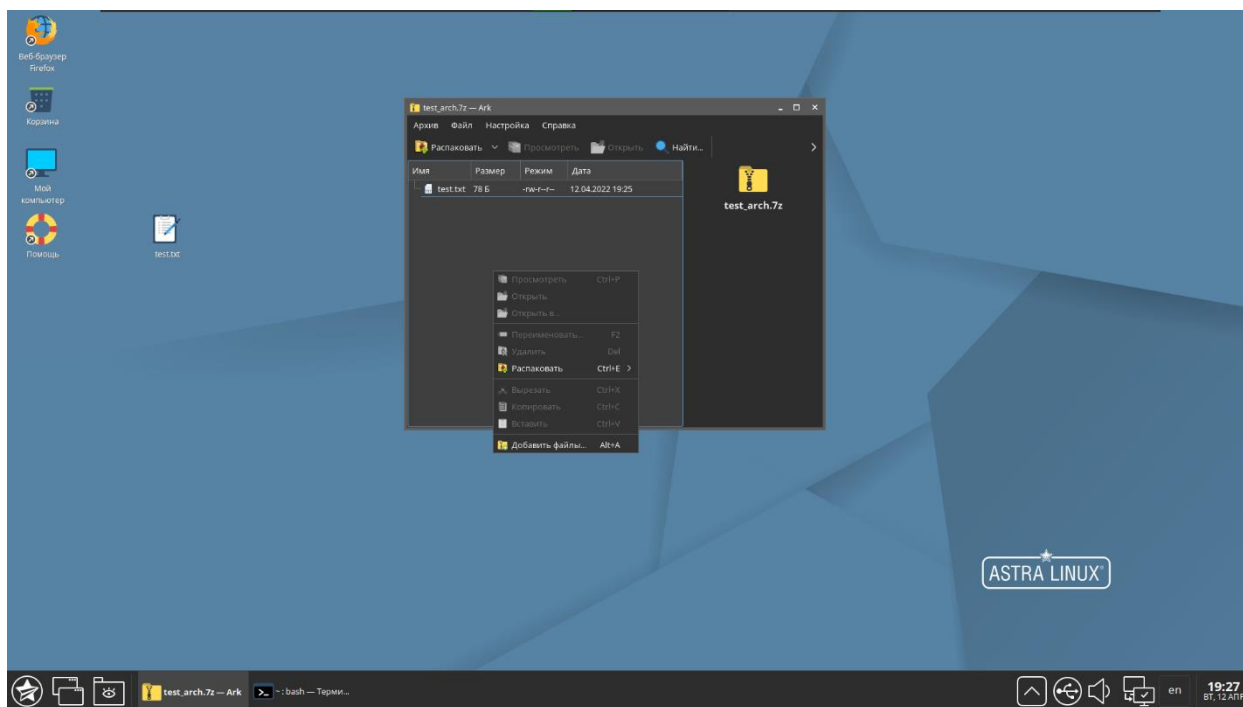 Веб-браузер
Firefox
Корзина
Мой
компьютер
Помощь
test.txt
test_arch.7z — Ark
Архив Файл Настройка Справка
Распаковать Просмотреть Открыть Найти...
Имя Размер Режим Дата
test.txt 78 Б -rw-r--r-- 12.04.2022 19:25
test_arch.7z
Просмотреть Ctrl+P
Открыть
Открыть в...
Переименовать... F2
Удалить Del
Распаковать Ctrl+E
Вырезать Ctrl+X
Копировать Ctrl+C
Вставить Ctrl+V
Добавить файлы... Alt+A
ASTRA LINUX®
test_arch.7z — Ark
~ : bash — Терми...
en
19:27
ВТ, 12 АПР